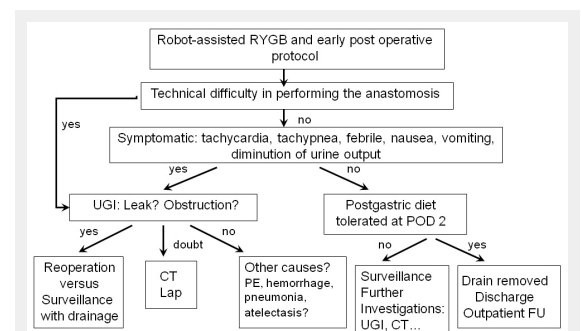 Robot-assisted RYGB and early post operative
protocol
Technical difficulty in performing the anastomosis
yes
no
Symptomatic: tachycardia, tachypnea, febrile, nausea, vomiting,
diminution of urine output
yes
no
UGI: Leak? Obstruction?
Postgastric diet
tolerated at POD 2
yes
doubt
no
no
yes
Reoperation
versus
Surveillance
with drainage
CT
Lap
Other causes?
PE, hemorrhage,
pneumonia,
atelectasis?
Surveillance
Further
Investigations:
UGI, CT...
Drain removed
Discharge
Outpatient FU